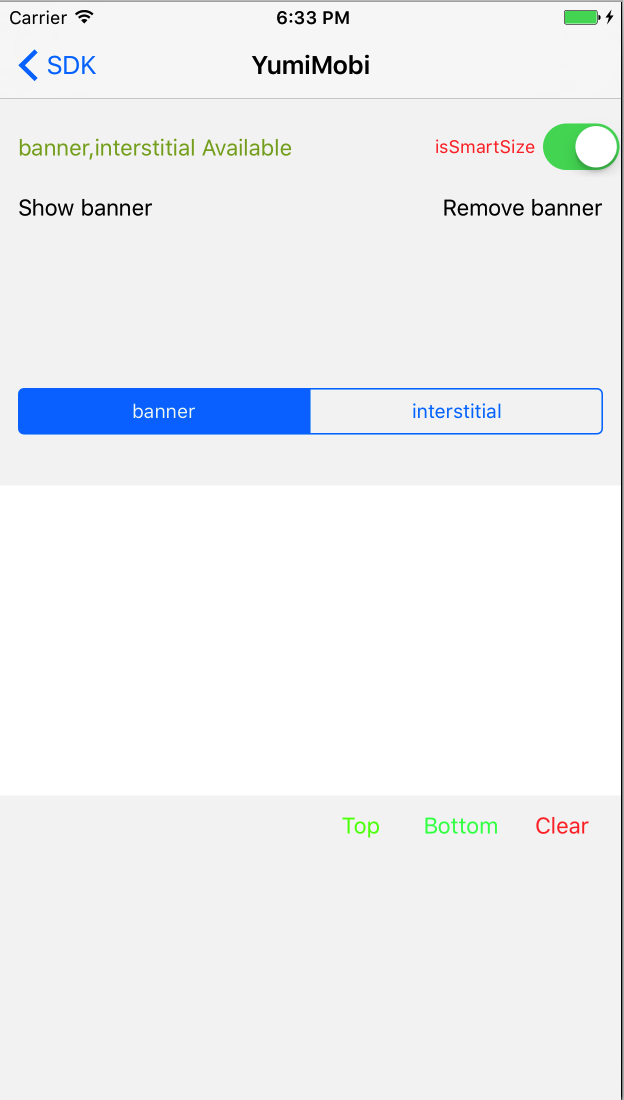 Carrier 6:33 PM
SDK YumiMobi
banner,interstitial Available isSmartSize
Show banner Remove banner
banner interstitial
Top Bottom Clear